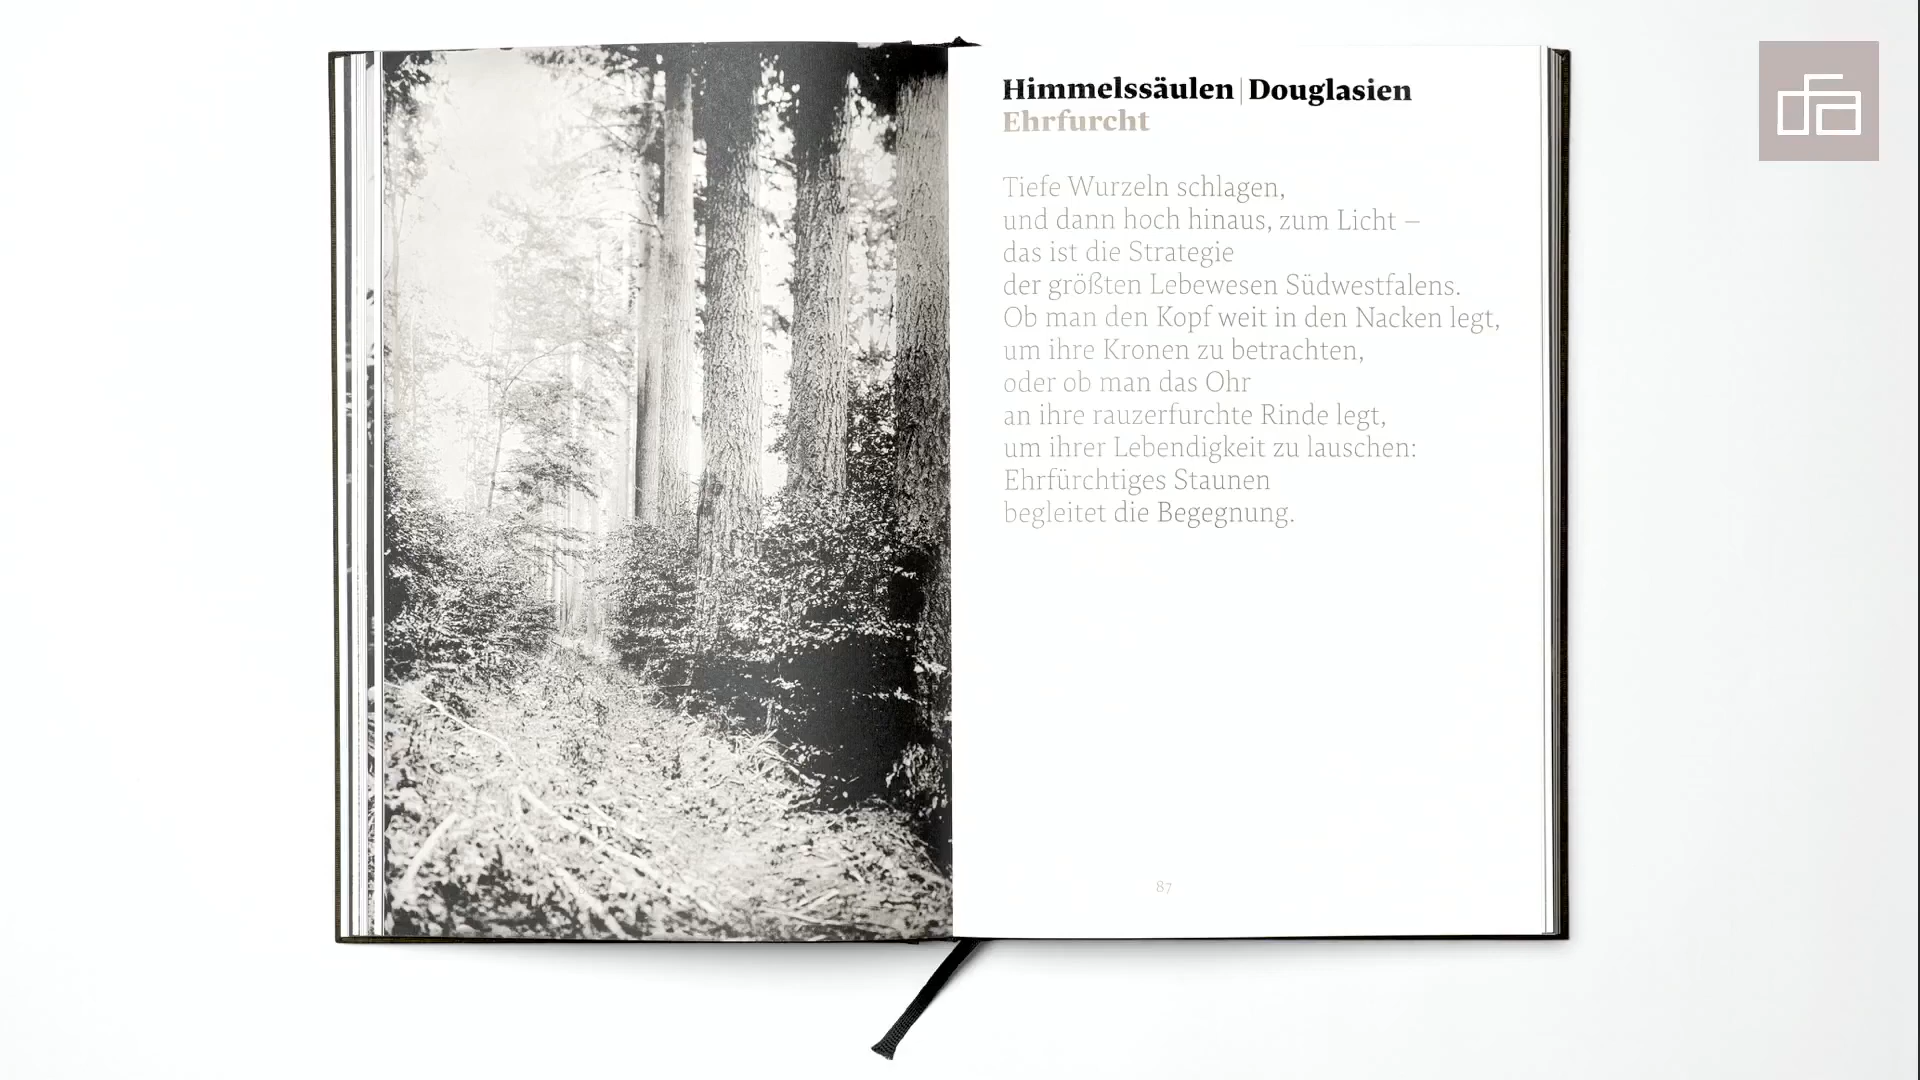 Himmelssäulen | Douglasien
Ehrfurcht
Tiefe Wurzeln schlagen,
und dann hoch hinaus, zum Licht –
das ist die Strategie
der größten Lebewesen Südwestfalens.
Ob man den Kopf weit in den Nacken legt,
um ihre Kronen zu betrachten,
oder ob man das Ohr
an ihre rauzerfurchte Rinde legt,
um ihrer Lebendigkeit zu lauschen:
Ehrfürchtiges Staunen
begleitet die Begegnung.
87
dfa